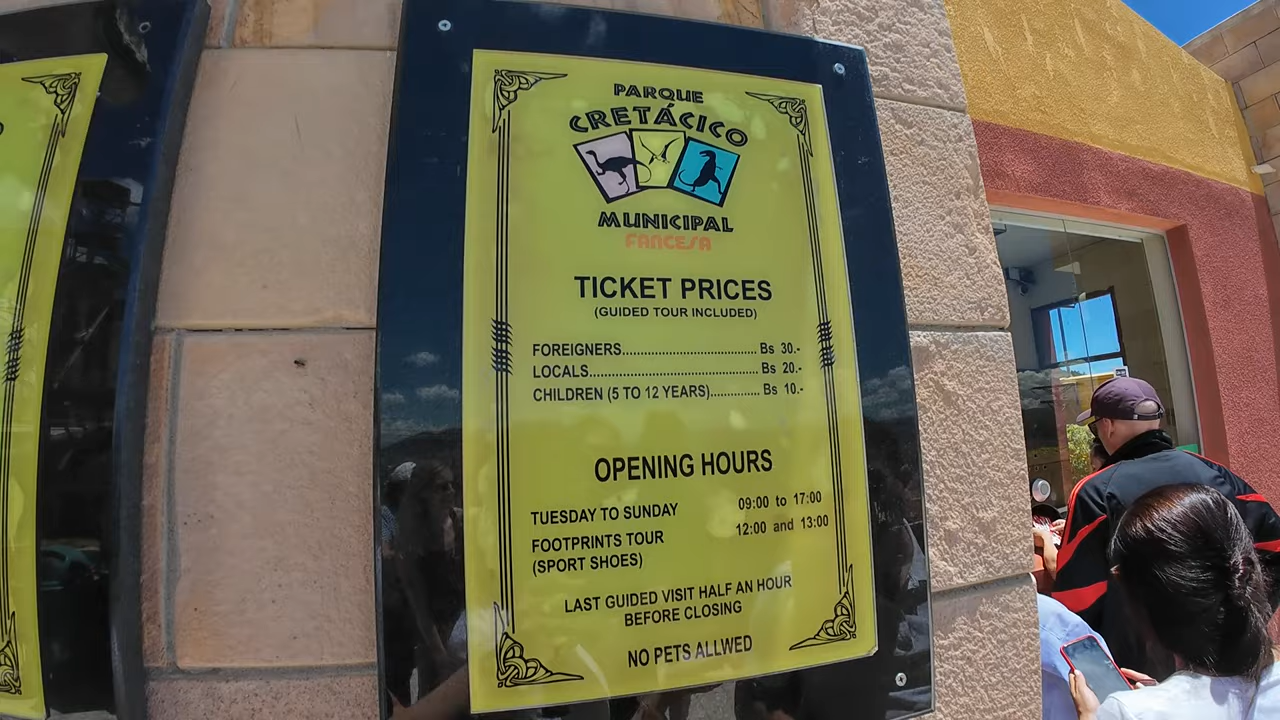 PARQUE
CRETÁCICO
MUNICIPAL
FANCESA
TICKET PRICES
(GUIDED TOUR INCLUDED)
FOREIGNERS........................................ Bs 30.-
LOCALS.................................................. Bs 20.-
CHILDREN (5 TO 12 YEARS).............. Bs 10.-
OPENING HOURS
TUESDAY TO SUNDAY 09:00 to 17:00
FOOTPRINTS TOUR 12:00 and 13:00
(SPORT SHOES)
LAST GUIDED VISIT HALF AN HOUR
BEFORE CLOSING
NO PETS ALLWED